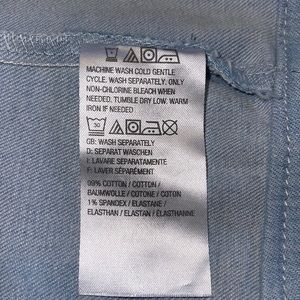 MACHINE WASH COLD GENTLE
CYCLE. WASH SEPARATELY. ONLY
NON-CHLORINE BLEACH WHEN
NEEDED. TUMBLE DRY LOW. WARM
IRON IF NEEDED
30
GB: WASH SEPARATELY
D: SEPARAT WASCHEN
I: LAVARE SEPARATAMENTE
F: LAVER SÉPARÉMENT
99% COTTON / COTTON /
BAUMWOLLE / COTONE / COTON
1% SPANDEX / ELASTANE /
ELASTHAN / ELASTAN / ÉLASTHANNE